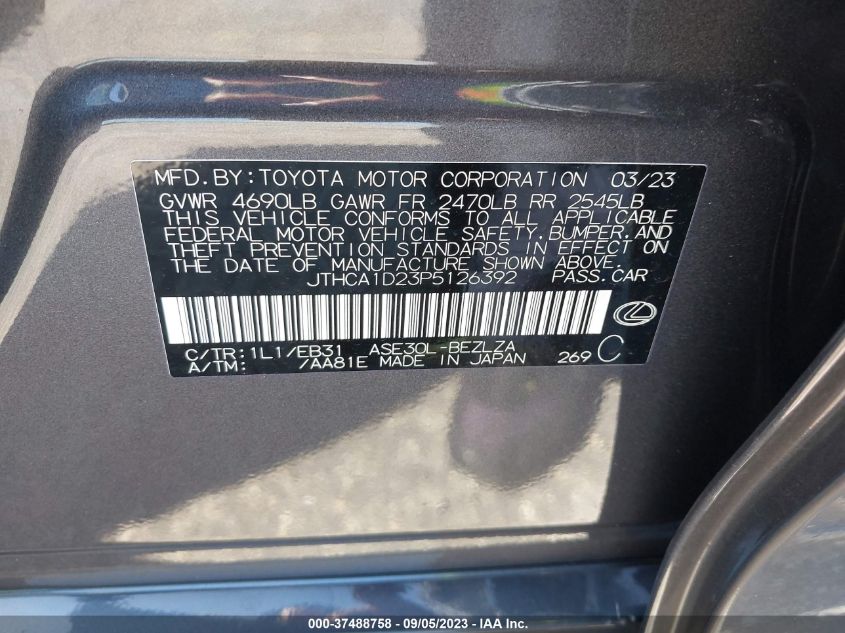 MFD.BY:TOYOTA MOTOR CORPORATION 03/23
GVWR 4690LB GAWR FR 2470LB RR 2545LB
THIS VEHICLE CONFORMS TO ALL APPLICABLE
FEDERAL MOTOR VEHICLE SAFETY,BUMPER,AND
THEFT PREVENTION STANDARDS IN EFFECT ON
THE DATE OF MANUFACTURE SHOWN ABOVE.
JTHCA1D23P5126392 PASS.CAR
C/TR:1L1/EB31 ASE30L-BEZLZA
A/TM: /AA81E MADE IN JAPAN 269 C
000-37488758 - 09/05/2023 - IAA Inc.